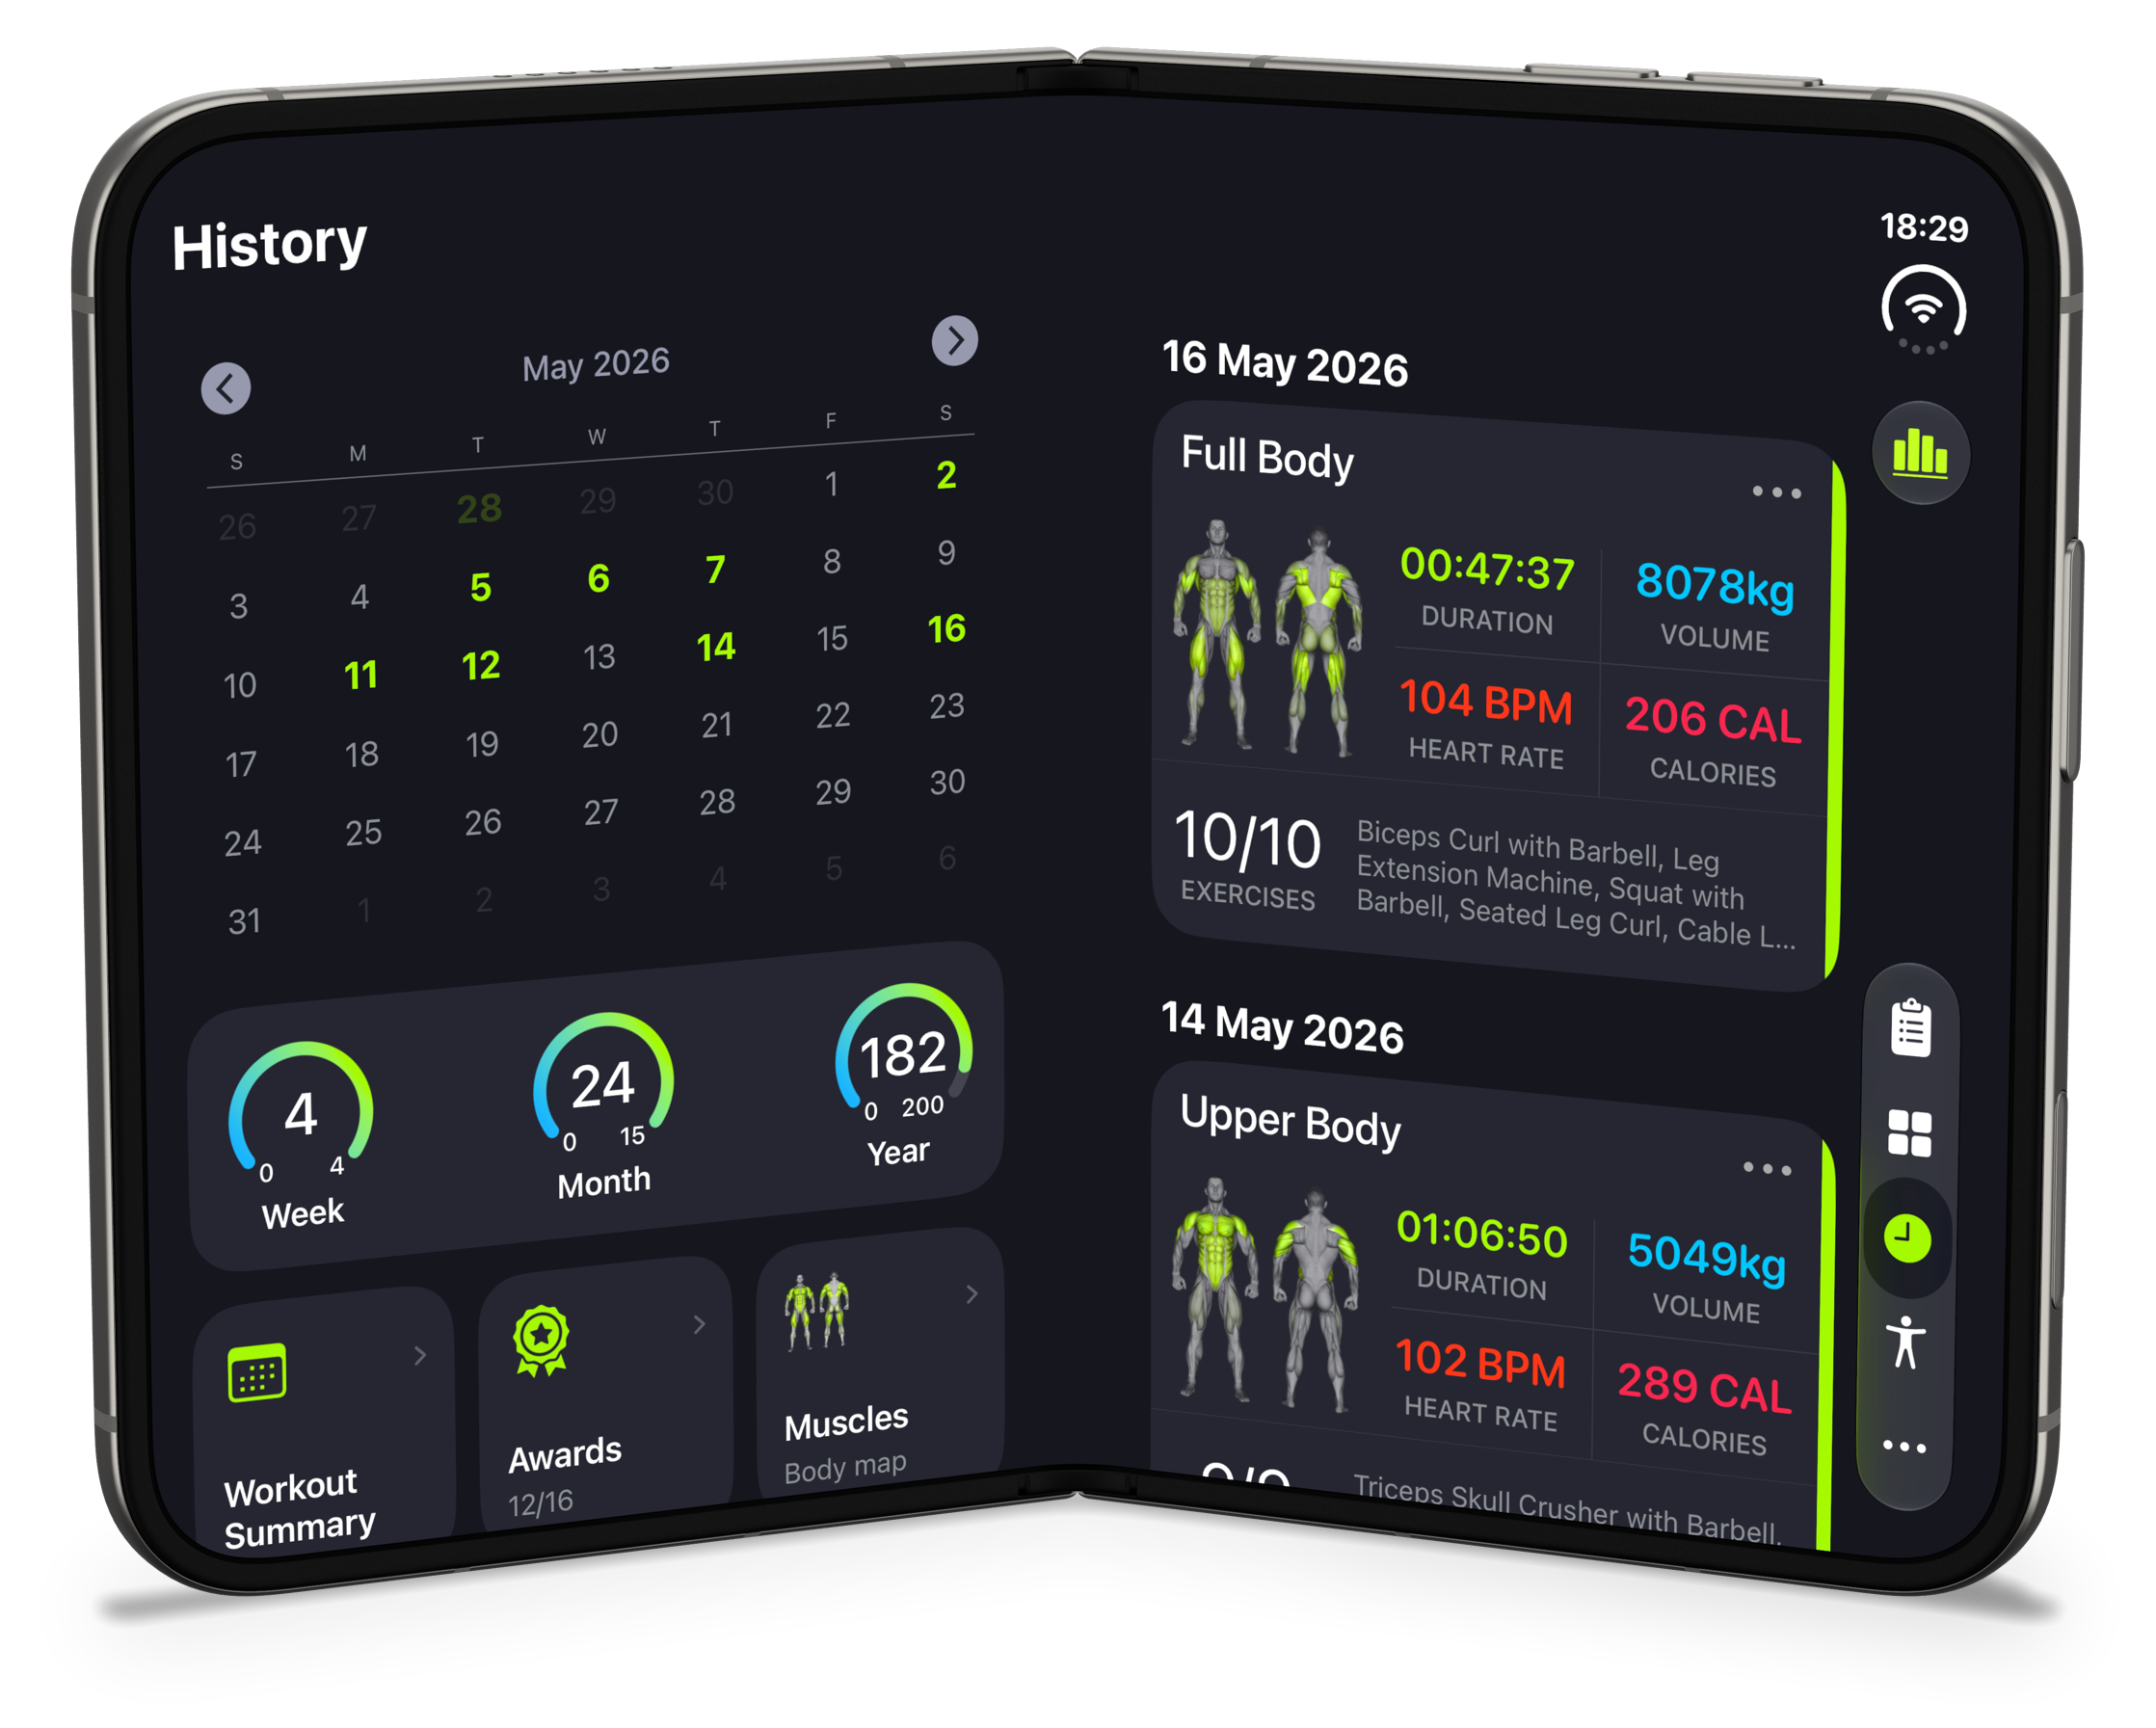 History
May 2026
S M T W T F S
26 27 28 29 30 1 2
3 4 5 6 7 8 9
10 11 12 13 14 15 16
17 18 19 20 21 22 23
24 25 26 27 28 29 30
31 1 2 3 4 5 6
4
0 4
Week
24
0 15
Month
182
0 200
Year
Workout
Summary
Awards
12/16
Muscles
Body map
18:29
16 May 2026
Full Body
00:47:37
DURATION
8078kg
VOLUME
104 BPM
HEART RATE
206 CAL
CALORIES
10/10
EXERCISES
Biceps Curl with Barbell, Leg
Extension Machine, Squat with
Barbell, Seated Leg Curl, Cable L...
14 May 2026
Upper Body
01:06:50
DURATION
5049kg
VOLUME
102 BPM
HEART RATE
289 CAL
CALORIES
9/9
Triceps Skull Crusher with Barbell,